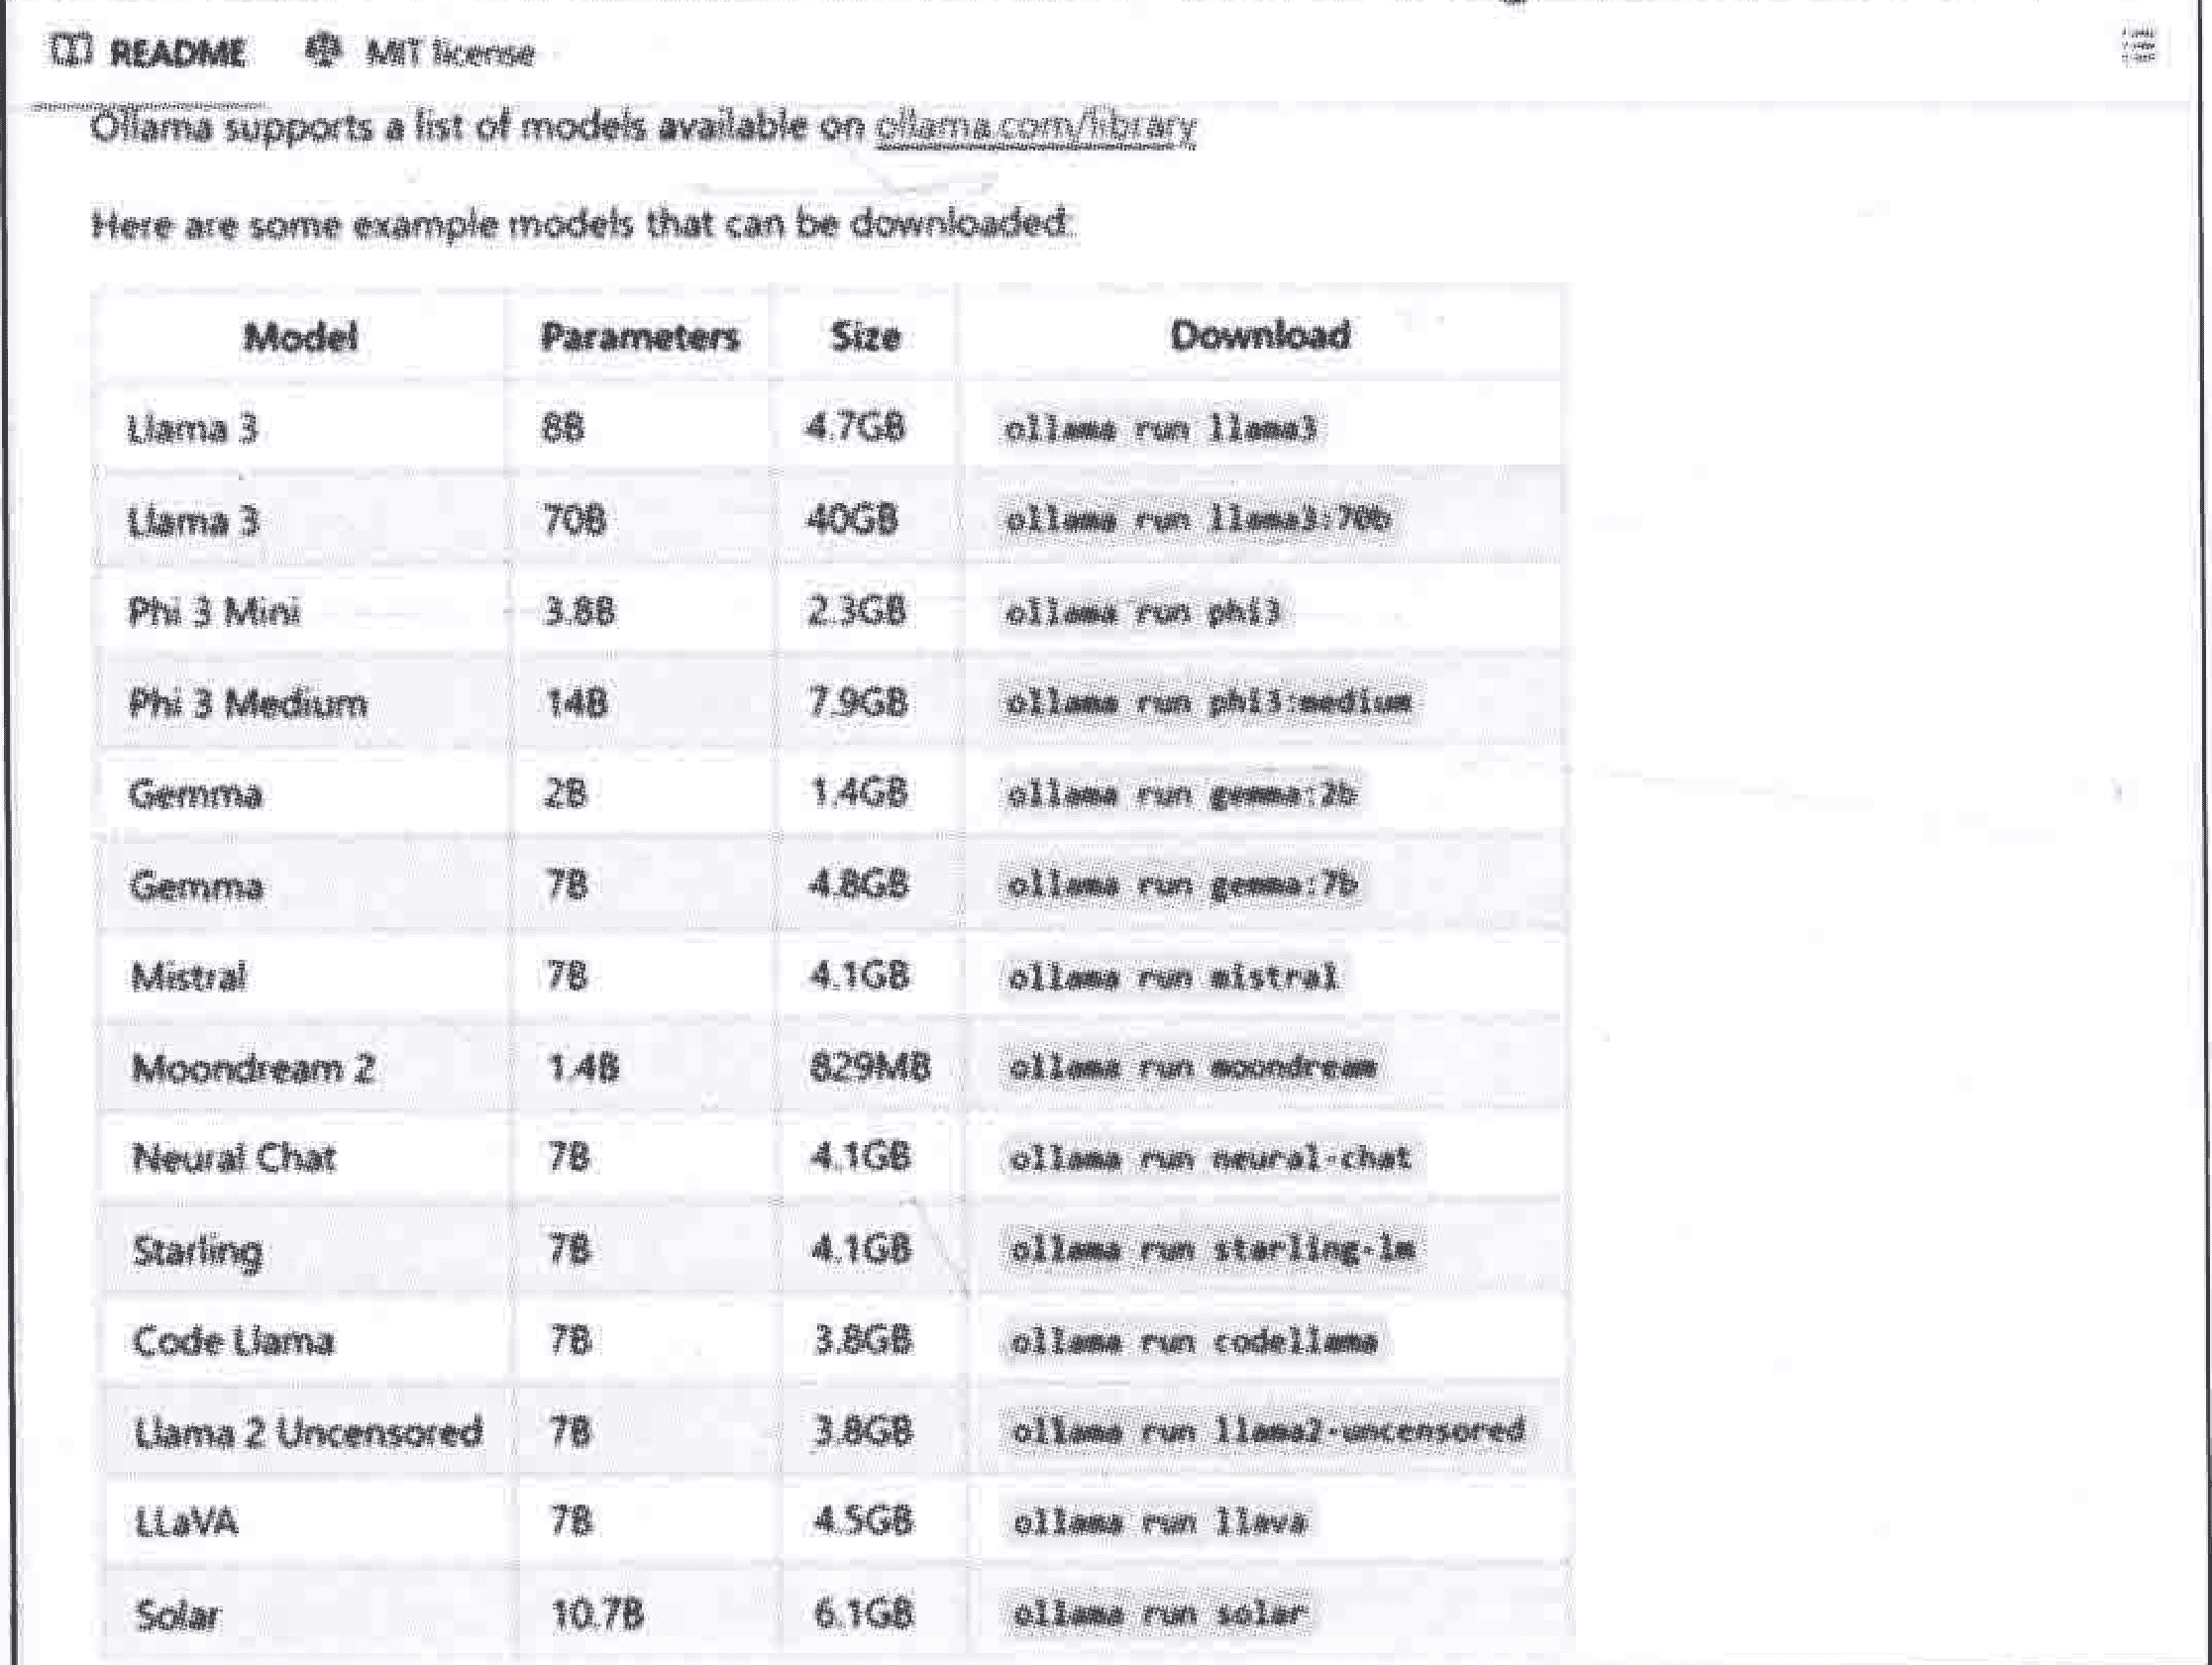 README MIT license
Ollama supports a list of models available on ollama.com/library
Here are some example models that can be downloaded:
Model Parameters Size Download
Llama 3 8B 4.7GB ollama run llama3
Llama 3 70B 40GB ollama run llama3:70b
Phi 3 Mini 3.8B 2.3GB ollama run phi3
Phi 3 Medium 14B 7.9GB ollama run phi3:medium
Gemma 2B 1.4GB ollama run gemma:2b
Gemma 7B 4.8GB ollama run gemma:7b
Mistral 7B 4.1GB ollama run mistral
Moondream 2 1.4B 829MB ollama run moondream
Neural Chat 7B 4.1GB ollama run neural-chat
Starling 7B 4.1GB ollama run starling-lm
Code Llama 7B 3.8GB ollama run codellama
Llama 2 Uncensored 7B 3.8GB ollama run llama2-uncensored
LLaVA 7B 4.5GB ollama run llava
Solar 10.7B 6.1GB ollama run solar